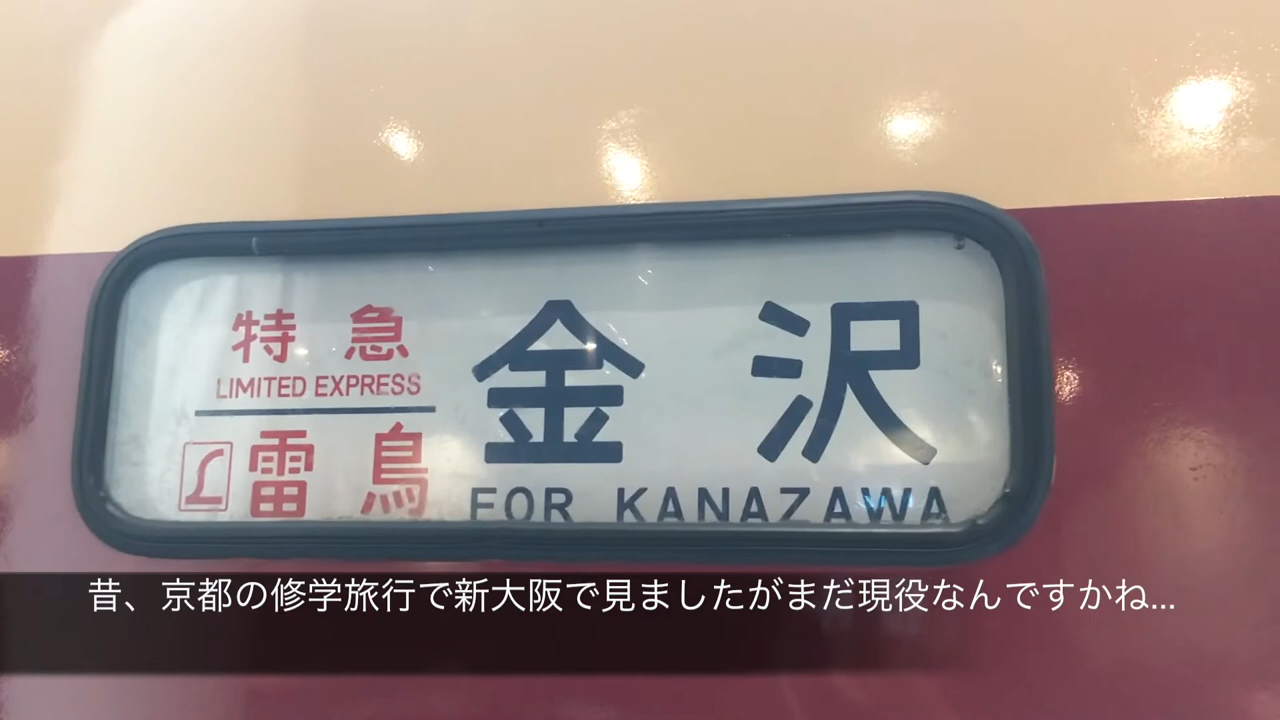 特急
LIMITED EXPRESS
L雷鳥
金沢
FOR KANAZAWA
昔、京都の修学旅行で新大阪で見ましたがまだ現役なんですかね...